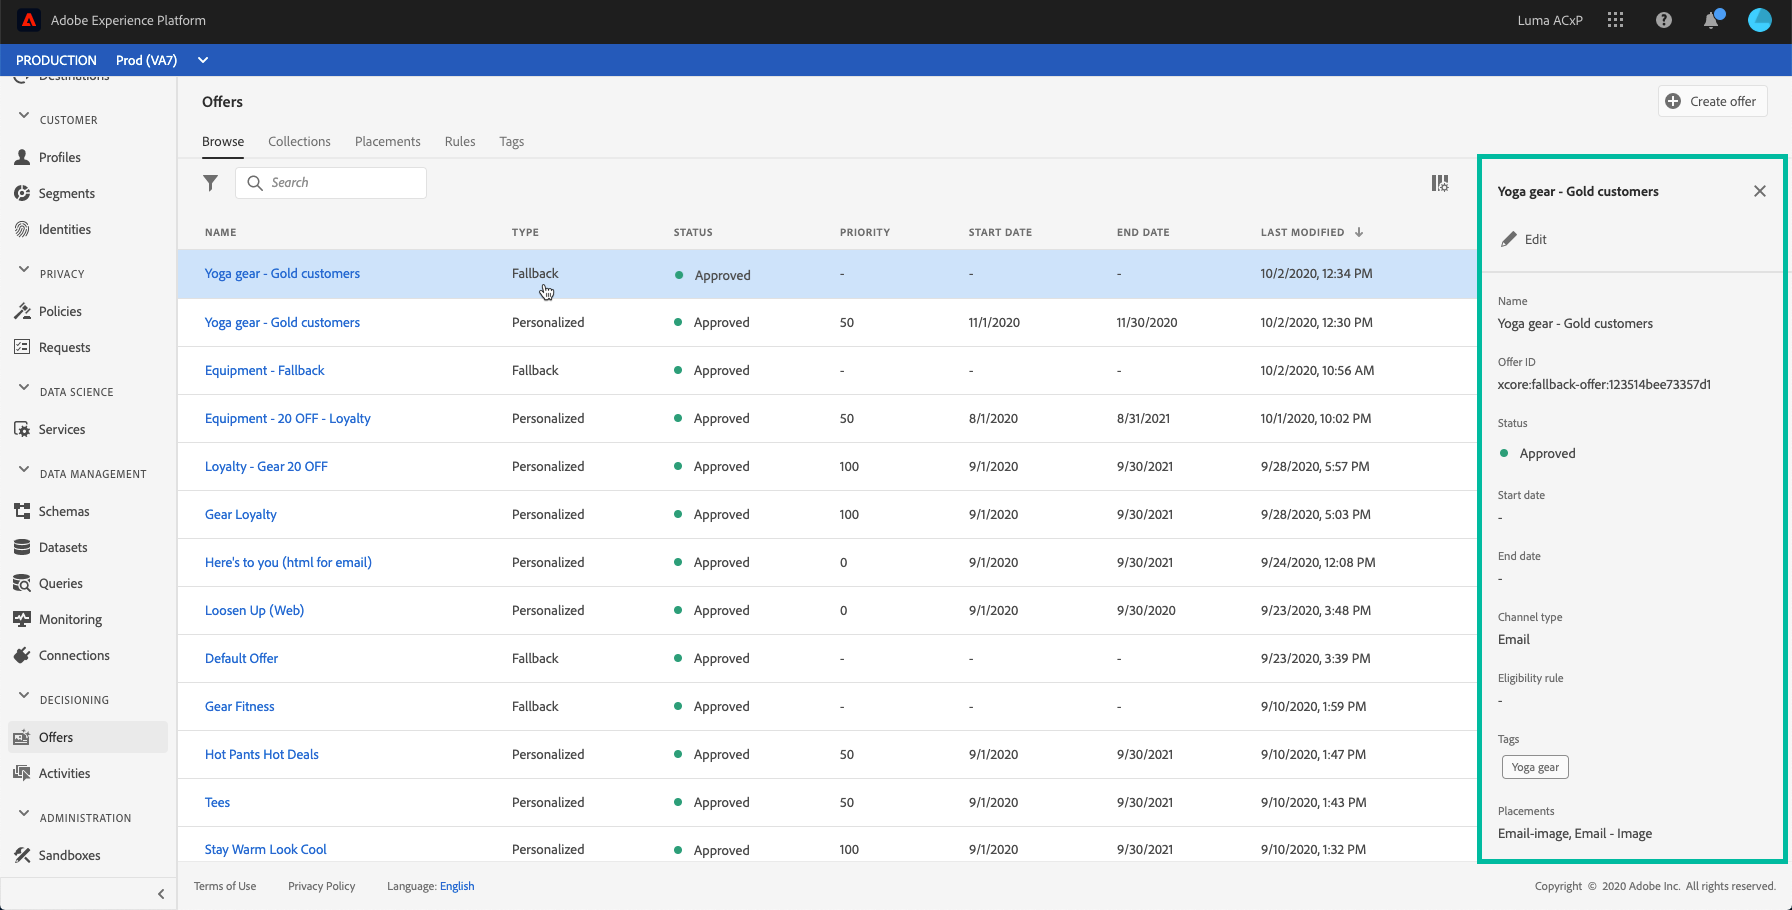 Adobe Experience Platform
Luma ACxP
PRODUCTION Prod (VA7)
Destinations
CUSTOMER
Profiles
Segments
Identities
PRIVACY
Policies
Requests
DATA SCIENCE
Services
DATA MANAGEMENT
Schemas
Datasets
Queries
Monitoring
Connections
DECISIONING
Offers
Activities
ADMINISTRATION
Sandboxes
Offers
Create offer
Browse Collections Placements Rules Tags
Search
NAME TYPE STATUS PRIORITY START DATE END DATE LAST MODIFIED
Yoga gear - Gold customers Fallback Approved - - - 10/2/2020, 12:34 PM
Yoga gear - Gold customers Personalized Approved 50 11/1/2020 11/30/2020 10/2/2020, 12:30 PM
Equipment - Fallback Fallback Approved - - - 10/2/2020, 10:56 AM
Equipment - 20 OFF - Loyalty Personalized Approved 50 8/1/2020 8/31/2021 10/1/2020, 10:02 PM
Loyalty - Gear 20 OFF Personalized Approved 100 9/1/2020 9/30/2021 9/28/2020, 5:57 PM
Gear Loyalty Personalized Approved 100 9/1/2020 9/30/2021 9/28/2020, 5:03 PM
Here's to you (html for email) Personalized Approved 0 9/1/2020 9/30/2021 9/24/2020, 12:08 PM
Loosen Up (Web) Personalized Approved 0 9/1/2020 9/30/2020 9/23/2020, 3:48 PM
Default Offer Fallback Approved - - - 9/23/2020, 3:39 PM
Gear Fitness Fallback Approved - - - 9/10/2020, 1:59 PM
Hot Pants Hot Deals Personalized Approved 50 9/1/2020 9/30/2021 9/10/2020, 1:47 PM
Tees Personalized Approved 50 9/1/2020 9/30/2021 9/10/2020, 1:43 PM
Stay Warm Look Cool Personalized Approved 100 9/1/2020 9/30/2021 9/10/2020, 1:32 PM
Yoga gear - Gold customers
Edit
Name
Yoga gear - Gold customers
Offer ID
xcore:fallback-offer:123514bee73357d1
Status
Approved
Start date
-
End date
-
Channel type
Email
Eligibility rule
-
Tags
Yoga gear
Placements
Email-image, Email - Image
Terms of Use Privacy Policy Language: English
Copyright © 2020 Adobe Inc. All rights reserved.